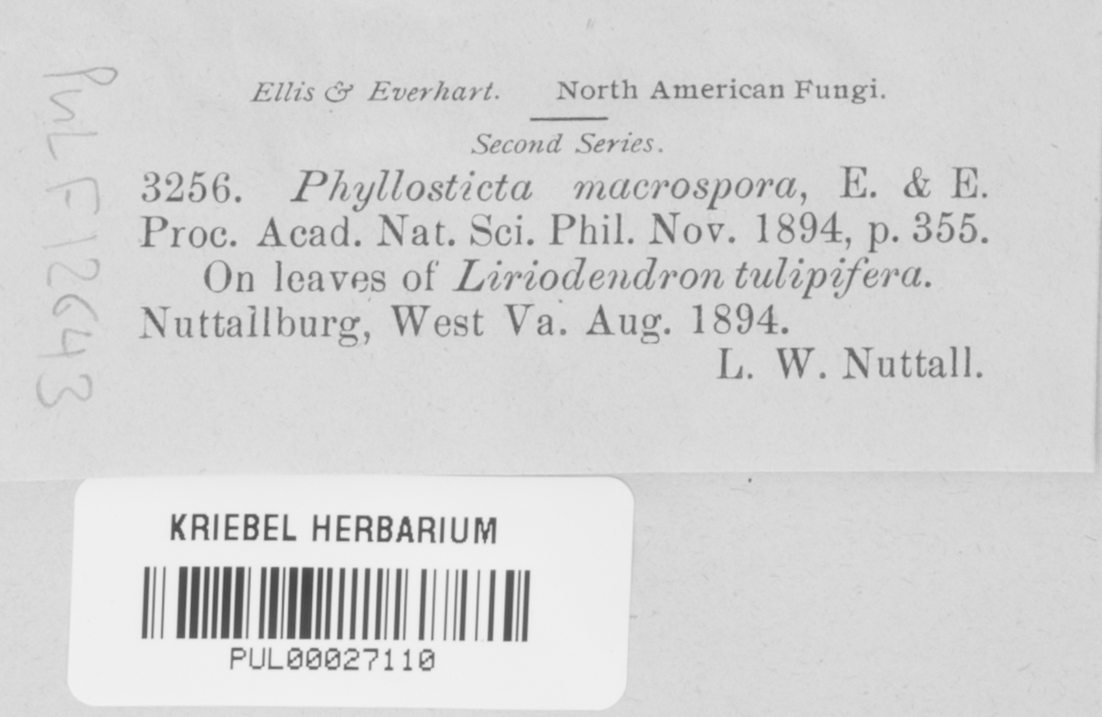 Ellis & Everhart. North American Fungi.
Second Series.
3256. Phyllosticta macrospora, E. & E.
Proc. Acad. Nat. Sci. Phil. Nov. 1894, p. 355.
On leaves of Liriodendron tulipifera.
Nuttallburg, West Va. Aug. 1894.
L. W. Nuttall.
PuL F12643
KRIEBEL HERBARIUM
PUL00027110